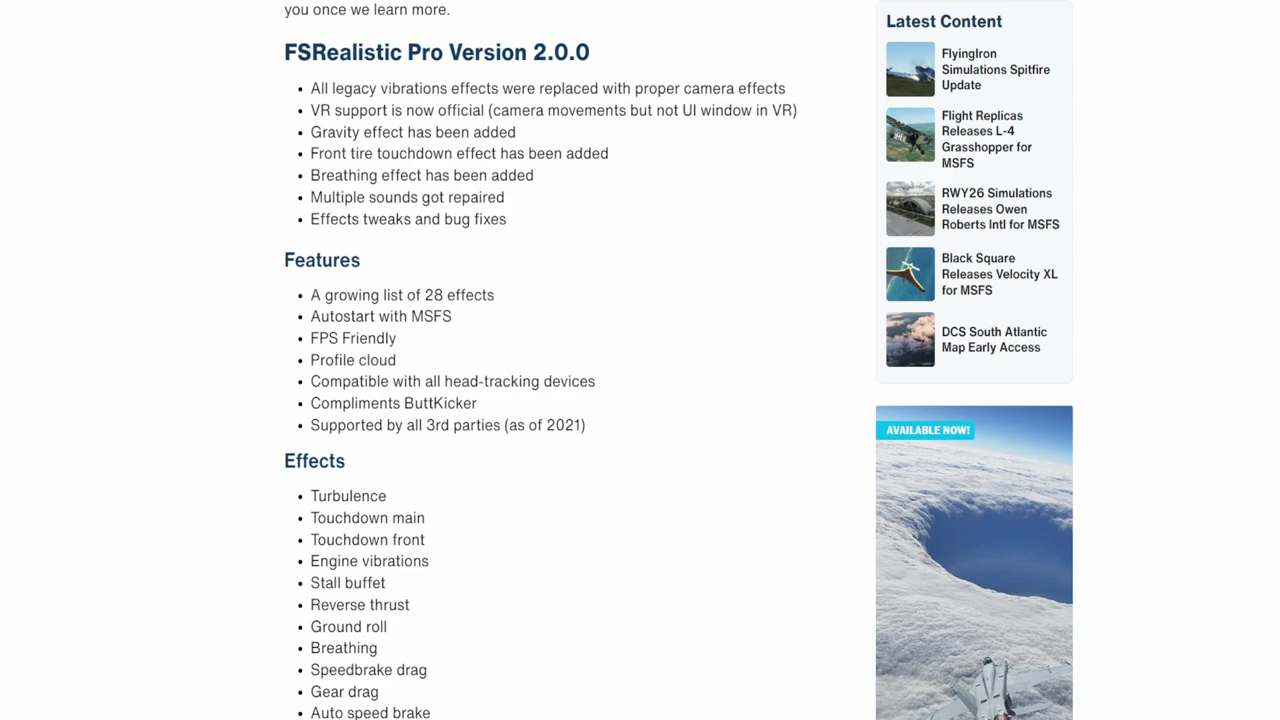 you once we learn more.
FSRealistic Pro Version 2.0.0
• All legacy vibrations effects were replaced with proper camera effects
• VR support is now official (camera movements but not UI window in VR)
• Gravity effect has been added
• Front tire touchdown effect has been added
• Breathing effect has been added
• Multiple sounds got repaired
• Effects tweaks and bug fixes
Features
• A growing list of 28 effects
• Autostart with MSFS
• FPS Friendly
• Profile cloud
• Compatible with all head-tracking devices
• Compliments ButtKicker
• Supported by all 3rd parties (as of 2021)
Effects
• Turbulence
• Touchdown main
• Touchdown front
• Engine vibrations
• Stall buffet
• Reverse thrust
• Ground roll
• Breathing
• Speedbrake drag
• Gear drag
• Auto speed brake
Latest Content
FlyingIron
Simulations Spitfire
Update
Flight Replicas
Releases L-4
Grasshopper for
MSFS
RWY26 Simulations
Releases Owen
Roberts Intl for MSFS
Black Square
Releases Velocity XL
for MSFS
DCS South Atlantic
Map Early Access
AVAILABLE NOW!